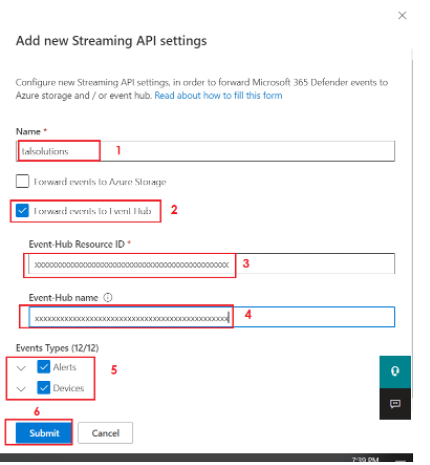 Add new Streaming API settings
Configure new Streaming API settings, in order to forward Microsoft 365 Defender events to
Azure storage and / or event hub. Read about how to fill this form
Name *
talsolutions
1
Forward events to Azure Storage
Forward events to Event Hub
2
Event-Hub Resource ID *
xxxxxxxxxxxxxxxxxxxxxxxxxxxxxxxxxxxxxxxxxxxxx
3
Event-Hub name
xxxxxxxxxxxxxxxxxxxxxxxxxxxxxxxxxxxxxxxxxxxxx
4
Events Types (12/12)
Alerts
5
Devices
6
Submit
Cancel
7:39 PM